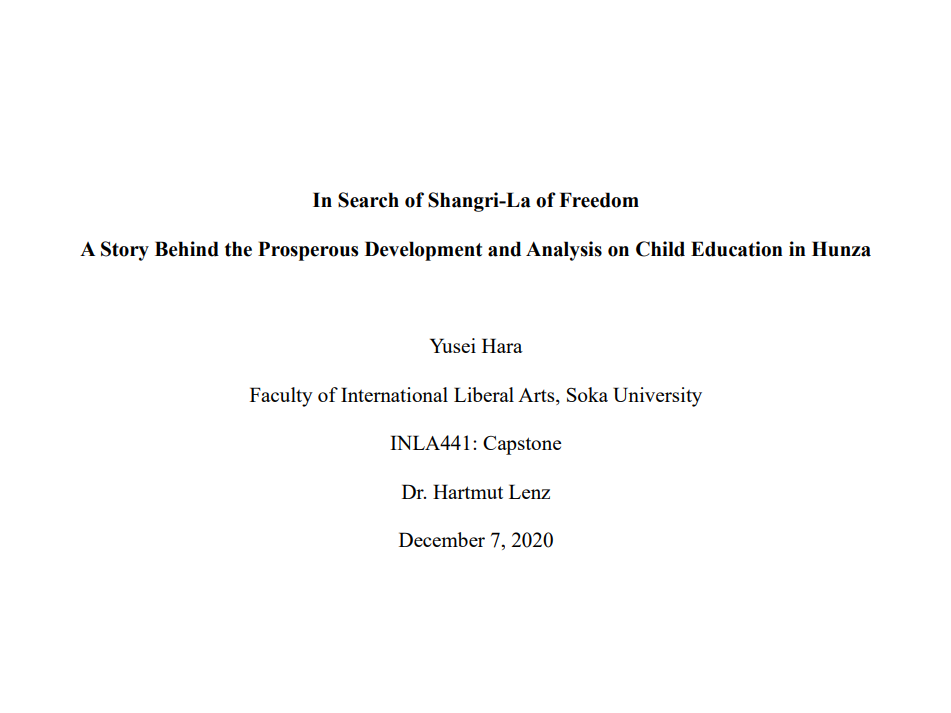 In Search of Shangri-La of Freedom
A Story Behind the Prosperous Development and Analysis on Child Education in Hunza
Yusei Hara
Faculty of International Liberal Arts, Soka University
INLA441: Capstone
Dr. Hartmut Lenz
December 7, 2020